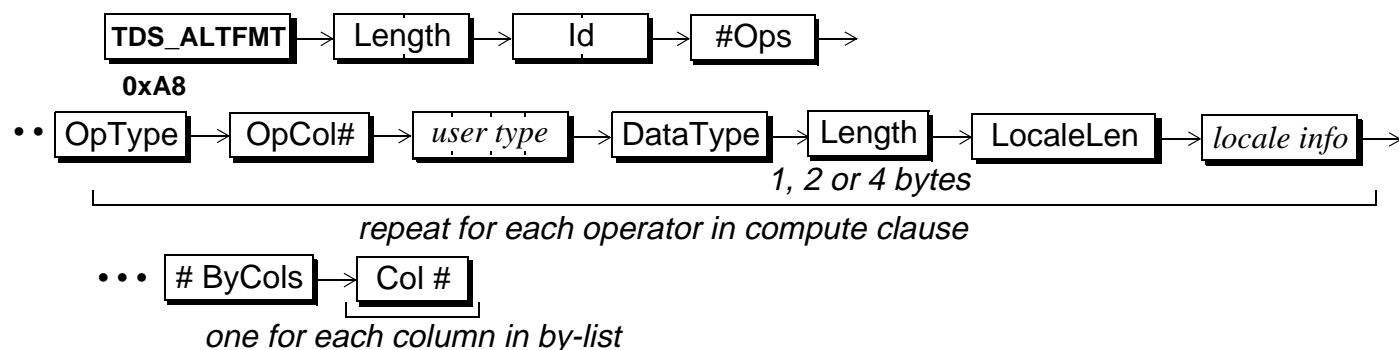 TDS_ALTFMT Length Id #Ops
0xA8
•• OpType OpCol# user type DataType Length LocaleLen locale info
1, 2 or 4 bytes
repeat for each operator in compute clause
••• # ByCols Col #
one for each column in by-list